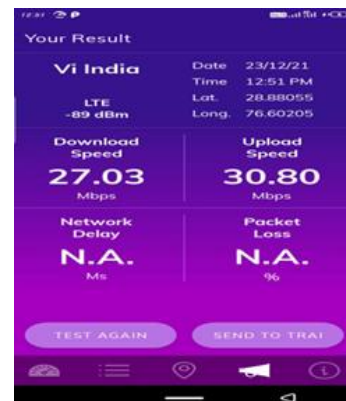 12:51
Your Result
Vi India
LTE
-89 dBm
Date 23/12/21
Time 12:51 PM
Lat. 28.88055
Long. 76.60205
Download Speed
27.03
Mbps
Upload Speed
30.80
Mbps
Network Delay
N.A.
Ms
Packet Loss
N.A.
%
TEST AGAIN
SEND TO TRAI